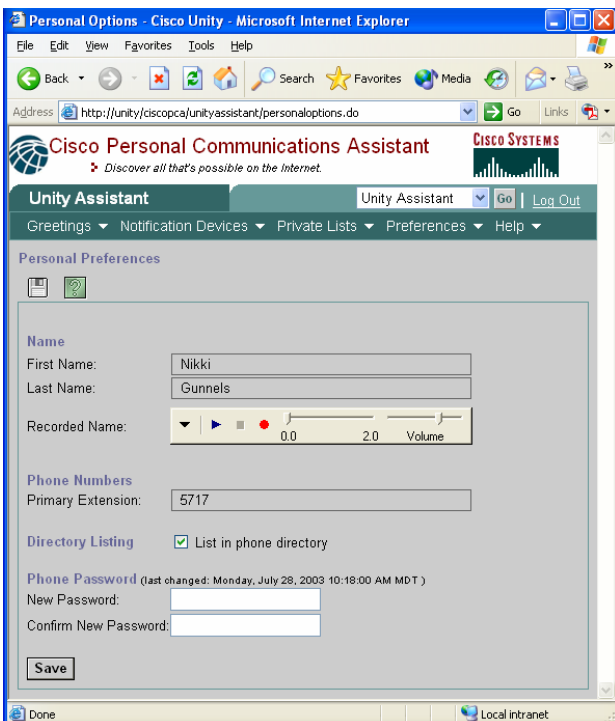 Personal Options - Cisco Unity - Microsoft Internet Explorer
File Edit View Favorites Tools Help
Back Search Favorites Media »
Address http://unity/ciscopca/unityassistant/personaloptions.do Go Links »
Cisco Personal Communications Assistant
CISCO SYSTEMS
Discover all that's possible on the Internet.
Unity Assistant Unity Assistant Go | Log Out
Greetings Notification Devices Private Lists Preferences Help
Personal Preferences
?
Name
First Name: Nikki
Last Name: Gunnels
Recorded Name: 0.0 2.0 Volume
Phone Numbers
Primary Extension: 5717
Directory Listing List in phone directory
Phone Password (last changed: Monday, July 28, 2003 10:18:00 AM MDT )
New Password:
Confirm New Password:
Save
Done Local intranet